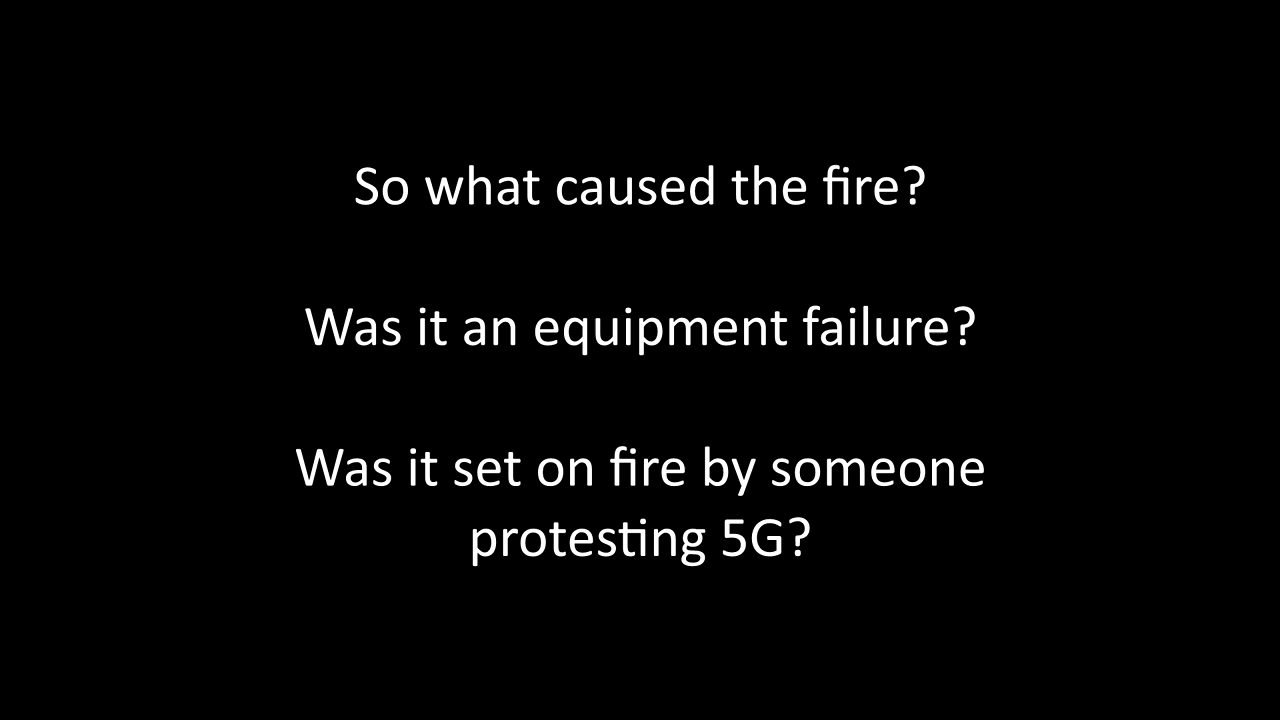 So what caused the fire?
Was it an equipment failure?
Was it set on fire by someone
protesting 5G?